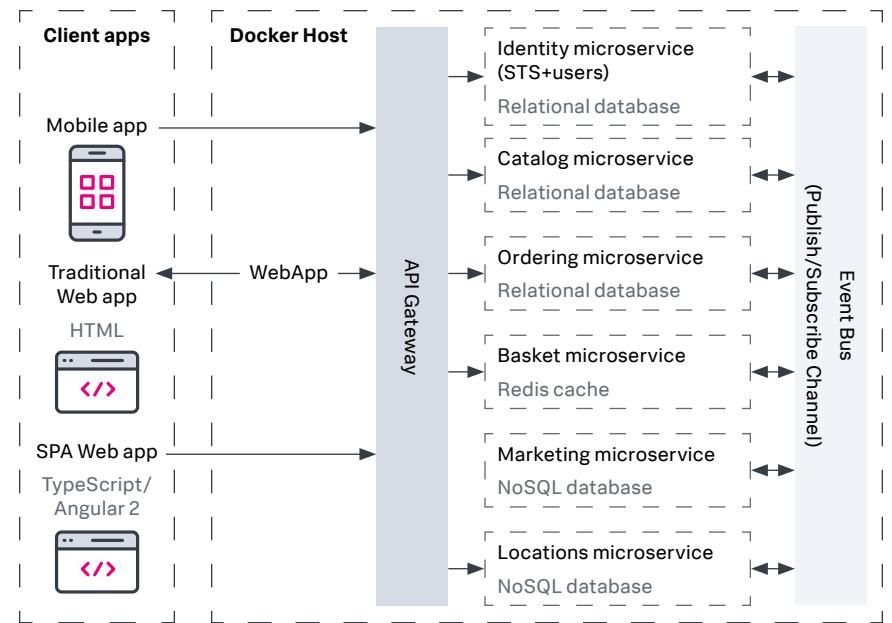 Client apps
Docker Host
Mobile app
Traditional
Web app
HTML
</>
SPA Web app
TypeScript/
Angular 2
</>
WebApp
API Gateway
Identity microservice
(STS+users)
Relational database
Catalog microservice
Relational database
Ordering microservice
Relational database
Basket microservice
Redis cache
Marketing microservice
NoSQL database
Locations microservice
NoSQL database
Event Bus
(Publish/Subscribe Channel)